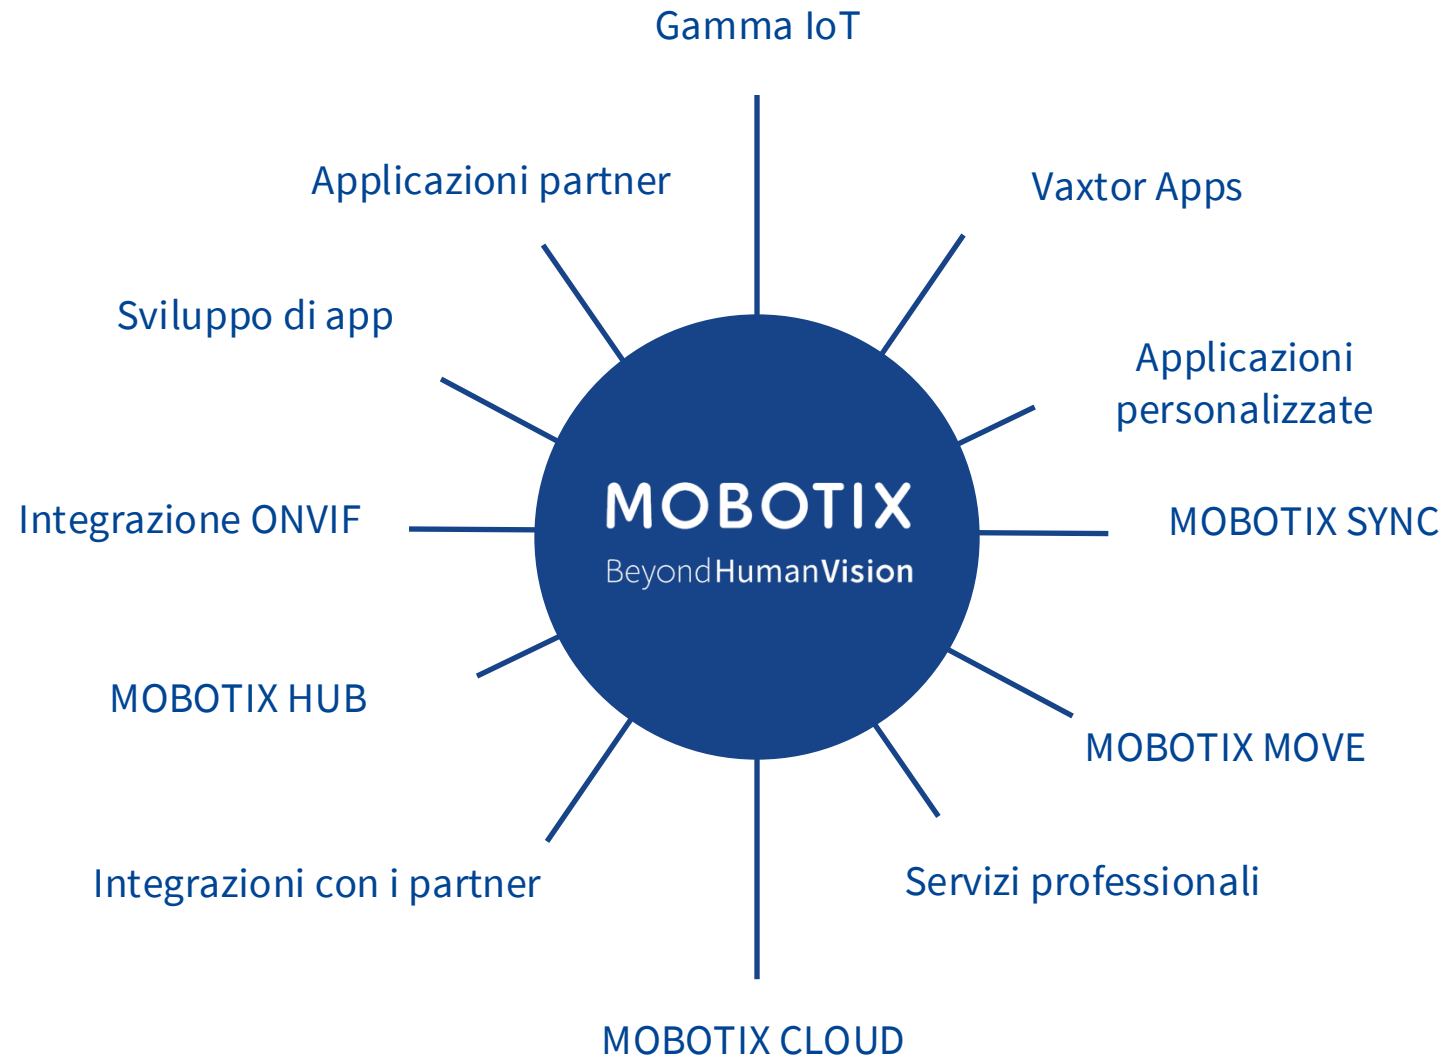 Gamma IoT
Applicazioni partner
Vaxtor Apps
Sviluppo di app
Applicazioni
personalizzate
MOBOTIX
BeyondHumanVision
Integrazione ONVIF
MOBOTIX SYNC
MOBOTIX HUB
MOBOTIX MOVE
Integrazioni con i partner
Servizi professionali
MOBOTIX CLOUD